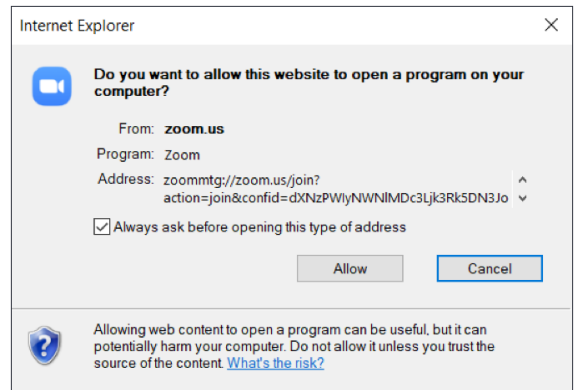 Internet Explorer
Do you want to allow this website to open a program on your
computer?
From: zoom.us
Program: Zoom
Address: zoommtg://zoom.us/join?
action=join&confid=dXNzPWIyNWNlMDc3Ljk3Rk5DN3Jo
Always ask before opening this type of address
Allow Cancel
Allowing web content to open a program can be useful, but it can
potentially harm your computer. Do not allow it unless you trust the
source of the content. What's the risk?